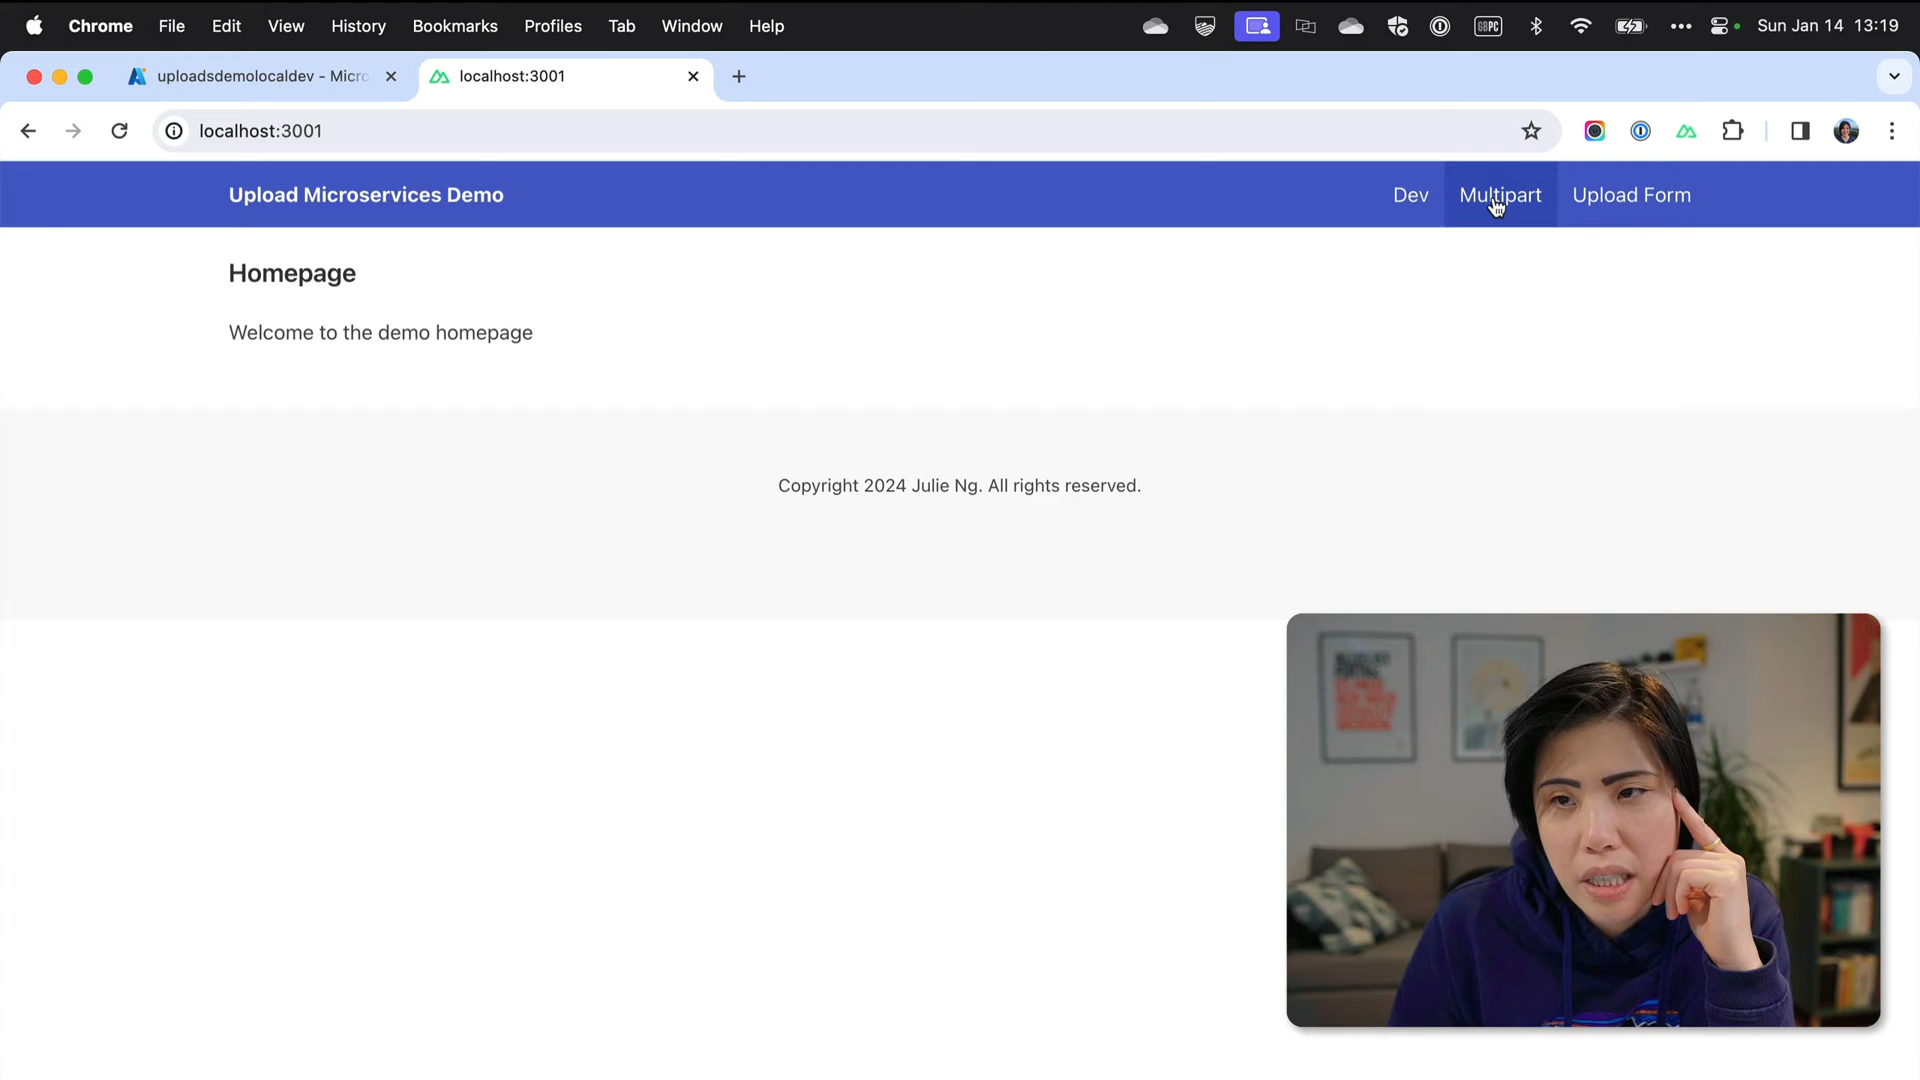 Chrome File Edit View History Bookmarks Profiles Tab Window Help Sun Jan 14 13:19
uploadsdemolocaldev - Micro localhost:3001
localhost:3001
Upload Microservices Demo Dev Multipart Upload Form
Homepage
Welcome to the demo homepage
Copyright 2024 Julie Ng. All rights reserved.